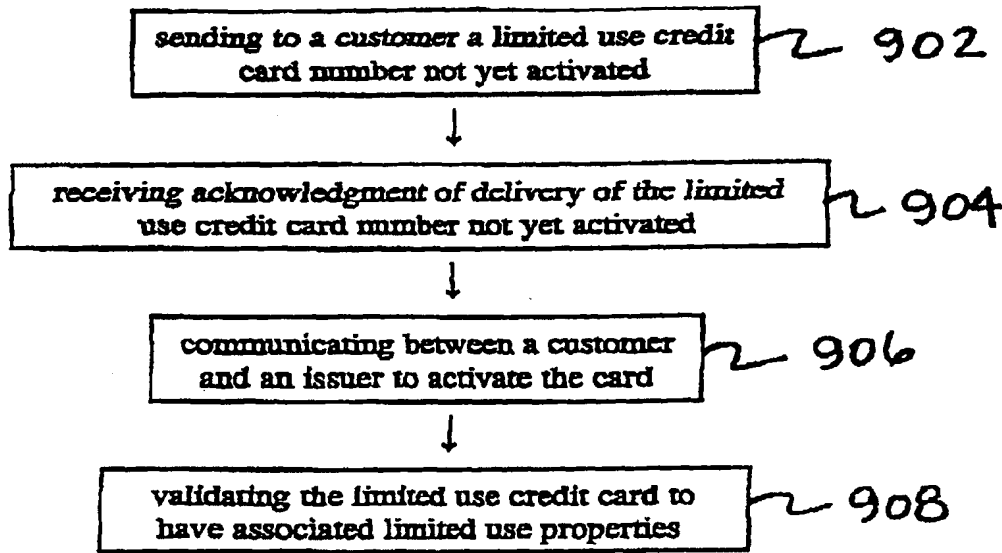 sending to a customer a limited use credit
card number not yet activated
902
receiving acknowledgment of delivery of the limited
use credit card number not yet activated
904
communicating between a customer
and an issuer to activate the card
906
validating the limited use credit card to
have associated limited use properties
908